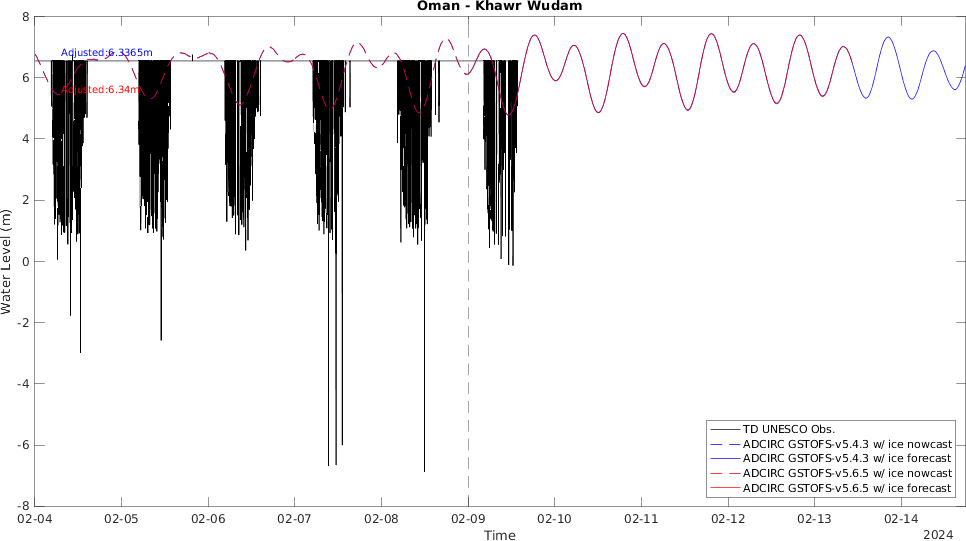 Oman - Khawr Wudam
8
6
4
2
0
-2
-4
-6
-8
Water Level (m)
Adjusted:6.3365m
Adjusted:6.34m
TD UNESCO Obs.
ADCIRC GSTOFS-v5.4.3 w/ ice nowcast
ADCIRC GSTOFS-v5.4.3 w/ ice forecast
ADCIRC GSTOFS-v5.6.5 w/ ice nowcast
ADCIRC GSTOFS-v5.6.5 w/ ice forecast
02-04 02-05 02-06 02-07 02-08 02-09 02-10 02-11 02-12 02-13 02-14
Time
2024